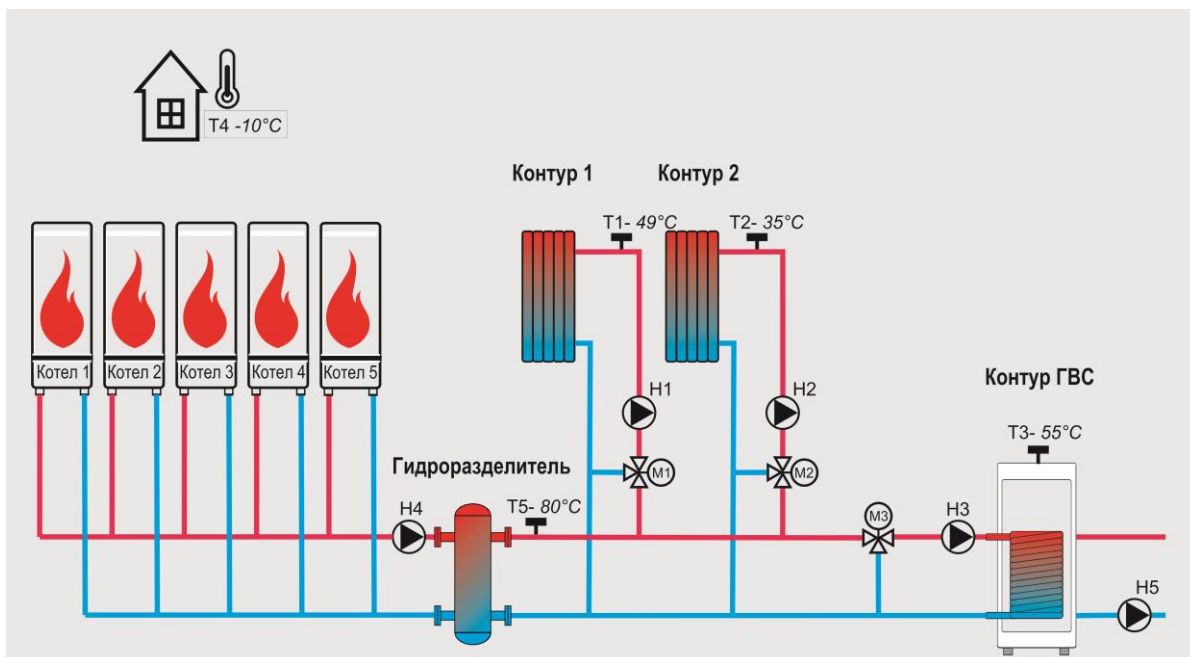 T4 -10°C
Контур 1
Контур 2
T1- 49°C
T2- 35°C
Котел 1
Котел 2
Котел 3
Котел 4
Котел 5
H1
H2
Контур ГВС
T3- 55°C
Гидроразделитель
M1
M2
H4
T5- 80°C
M3
H3
H5